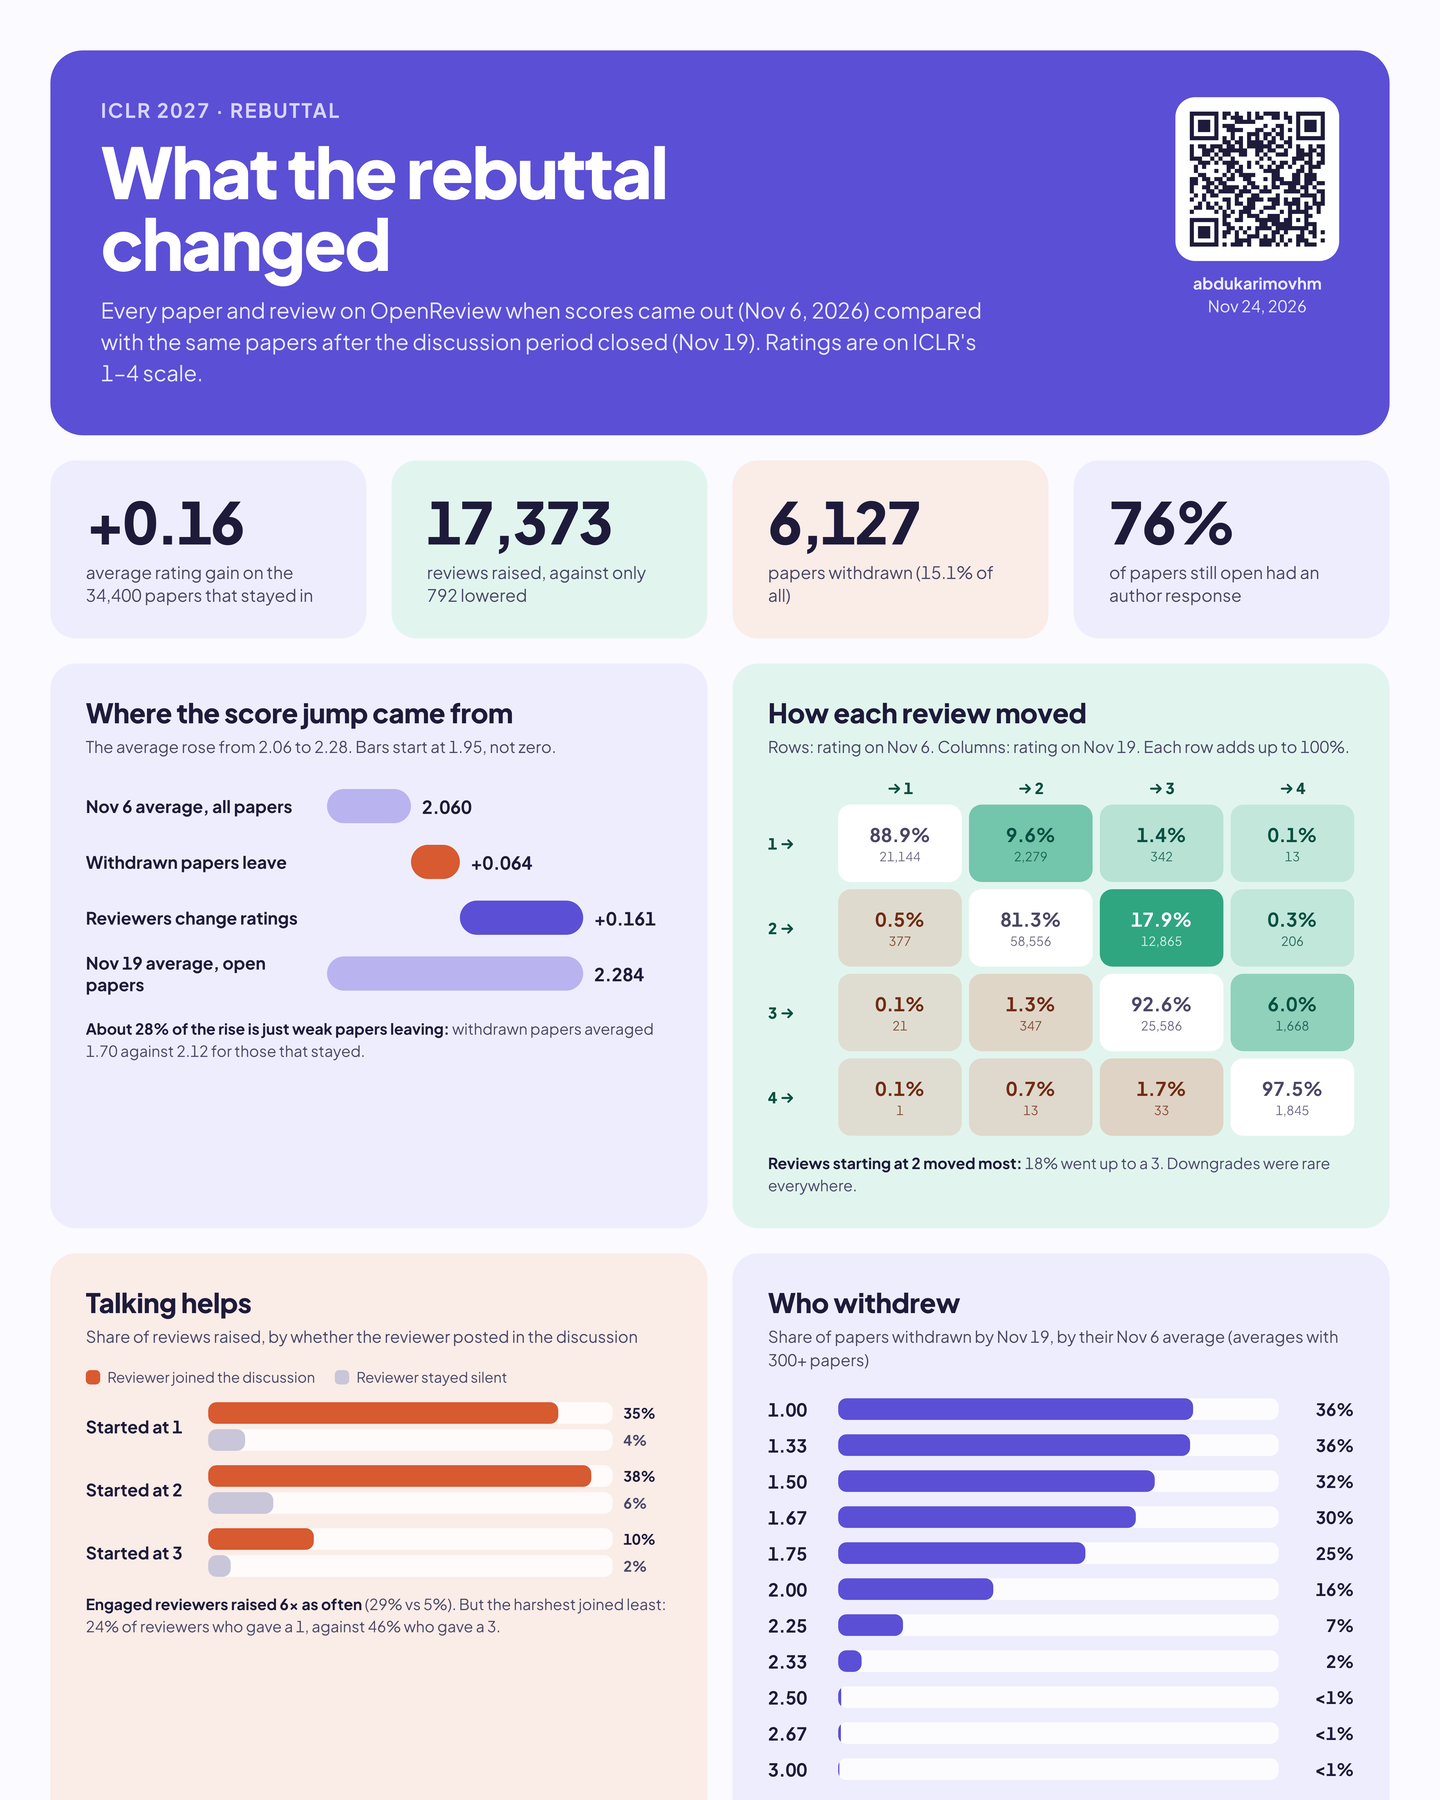 ICLR 2027 · REBUTTAL
What the rebuttal
changed
Every paper and review on OpenReview when scores came out (Nov 6, 2026) compared
with the same papers after the discussion period closed (Nov 19). Ratings are on ICLR's
1–4 scale.
abdukarimovhm
Nov 24, 2026
+0.16
average rating gain on the
34,400 papers that stayed in
17,373
reviews raised, against only
792 lowered
6,127
papers withdrawn (15.1% of
all)
76%
of papers still open had an
author response
Where the score jump came from
The average rose from 2.06 to 2.28. Bars start at 1.95, not zero.
Nov 6 average, all papers 2.060
Withdrawn papers leave +0.064
Reviewers change ratings +0.161
Nov 19 average, open
papers 2.284
About 28% of the rise is just weak papers leaving: withdrawn papers averaged
1.70 against 2.12 for those that stayed.
How each review moved
Rows: rating on Nov 6. Columns: rating on Nov 19. Each row adds up to 100%.
→ 1 → 2 → 3 → 4
1 → 88.9% 9.6% 1.4% 0.1%
21,144 2,279 342 13
2 → 0.5% 81.3% 17.9% 0.3%
377 58,556 12,865 206
3 → 0.1% 1.3% 92.6% 6.0%
21 347 25,586 1,668
4 → 0.1% 0.7% 1.7% 97.5%
1 13 33 1,845
Reviews starting at 2 moved most: 18% went up to a 3. Downgrades were rare
everywhere.
Talking helps
Share of reviews raised, by whether the reviewer posted in the discussion
Reviewer joined the discussion Reviewer stayed silent
Started at 1 35%
4%
Started at 2 38%
6%
Started at 3 10%
2%
Engaged reviewers raised 6× as often (29% vs 5%). But the harshest joined least:
24% of reviewers who gave a 1, against 46% who gave a 3.
Who withdrew
Share of papers withdrawn by Nov 19, by their Nov 6 average (averages with
300+ papers)
1.00 36%
1.33 36%
1.50 32%
1.67 30%
1.75 25%
2.00 16%
2.25 7%
2.33 2%
2.50 <1%
2.67 <1%
3.00 <1%